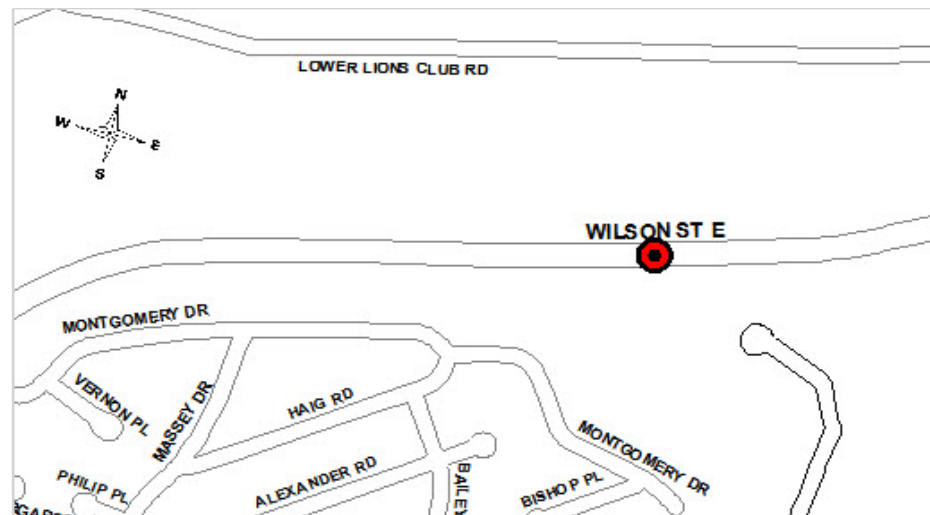 LOWER LIONS CLUB RD
N
W
E
S
WILSON ST E
MONTGOMERY DR
VERNON PL
MASSEY DR
HAIG RD
MONTGOMERY DR
PHILIP PL
ALEXANDER RD
BAILEY
BISHOP PL